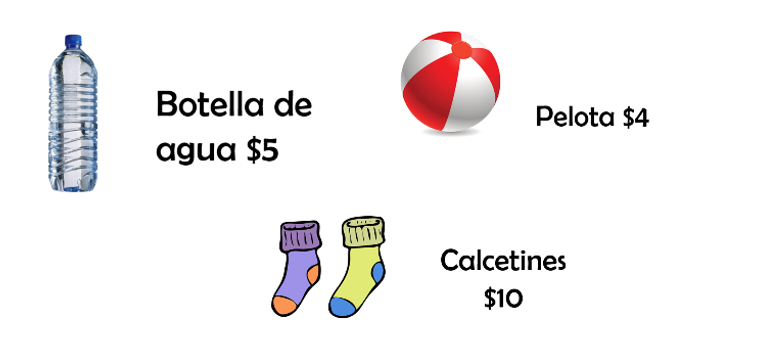 Botella de
agua $5
Pelota $4
Calcetines
$10